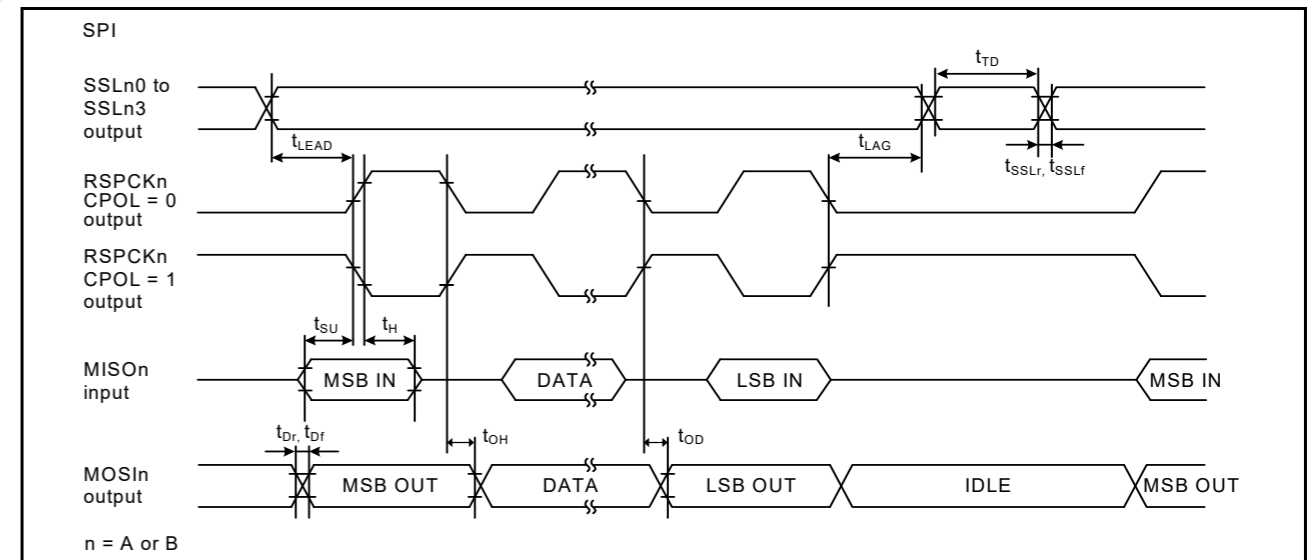 SPI
SSLn0 to
SSLn3
output
tTD
tLEAD
tLAG
tSSLr, tSSLf
RSPCKn
CPOL = 0
output
RSPCKn
CPOL = 1
output
tSU
tH
MISOn
input
MSB IN
DATA
LSB IN
MSB IN
tDr, tDf
tOH
tOD
MOSIn
output
MSB OUT
DATA
LSB OUT
IDLE
MSB OUT
n = A or B